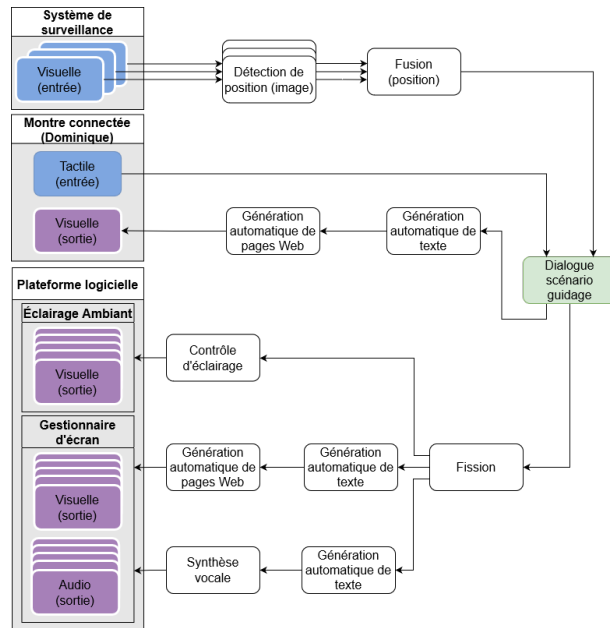 Système de
surveillance
Visuelle
(entrée)
Détection de
position (image)
Fusion
(position)
Montre connectée
(Dominique)
Tactile
(entrée)
Visuelle
(sortie)
Génération
automatique de
pages Web
Génération
automatique de
texte
Dialogue
scénario
guidage
Plateforme logicielle
Éclairage Ambiant
Visuelle
(sortie)
Contrôle
d'éclairage
Gestionnaire
d'écran
Visuelle
(sortie)
Génération
automatique de
pages Web
Génération
automatique de
texte
Fission
Audio
(sortie)
Synthèse
vocale
Génération
automatique de
texte